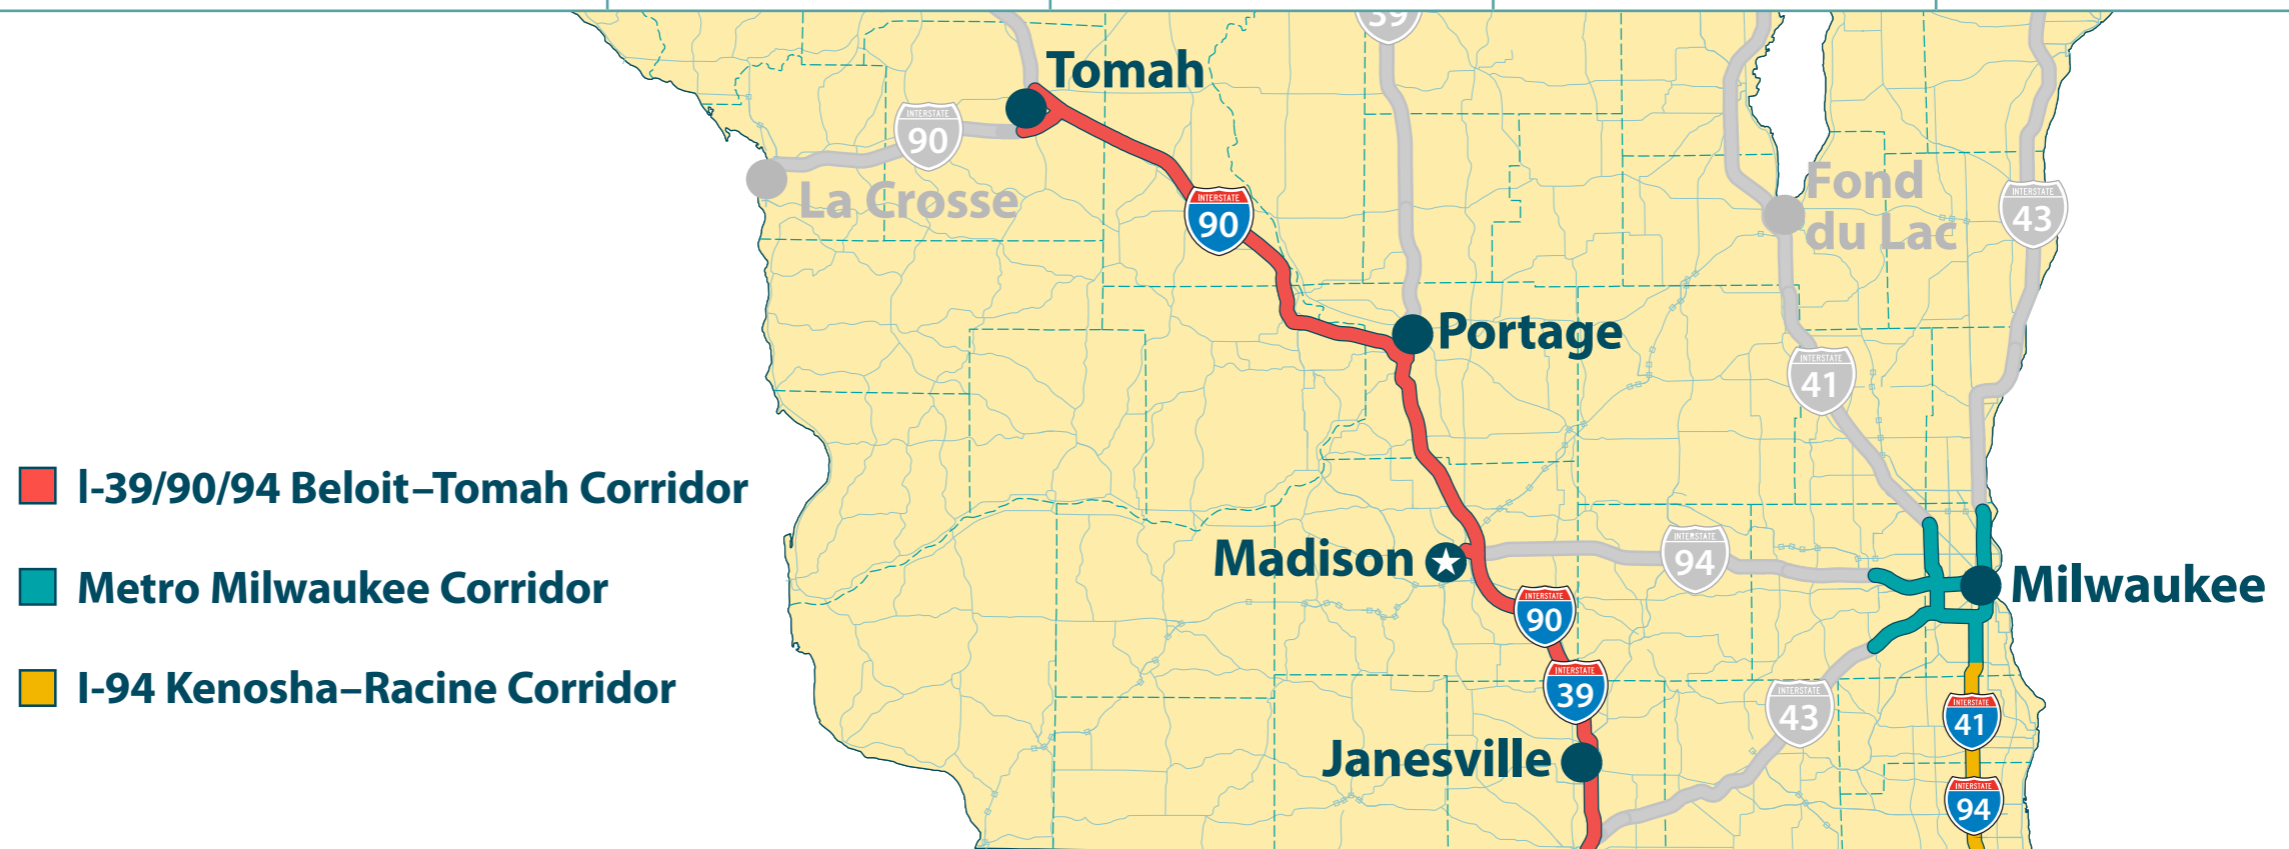 39
Tomah
INTERSTATE
90
La Crosse
INTERSTATE
90
Fond
du Lac
INTERSTATE
43
Portage
INTERSTATE
41
I-39/90/94 Beloit–Tomah Corridor
Metro Milwaukee Corridor
I-94 Kenosha–Racine Corridor
Madison
INTERSTATE
94
Milwaukee
INTERSTATE
90
INTERSTATE
39
INTERSTATE
43
INTERSTATE
41
Janesville
INTERSTATE
94